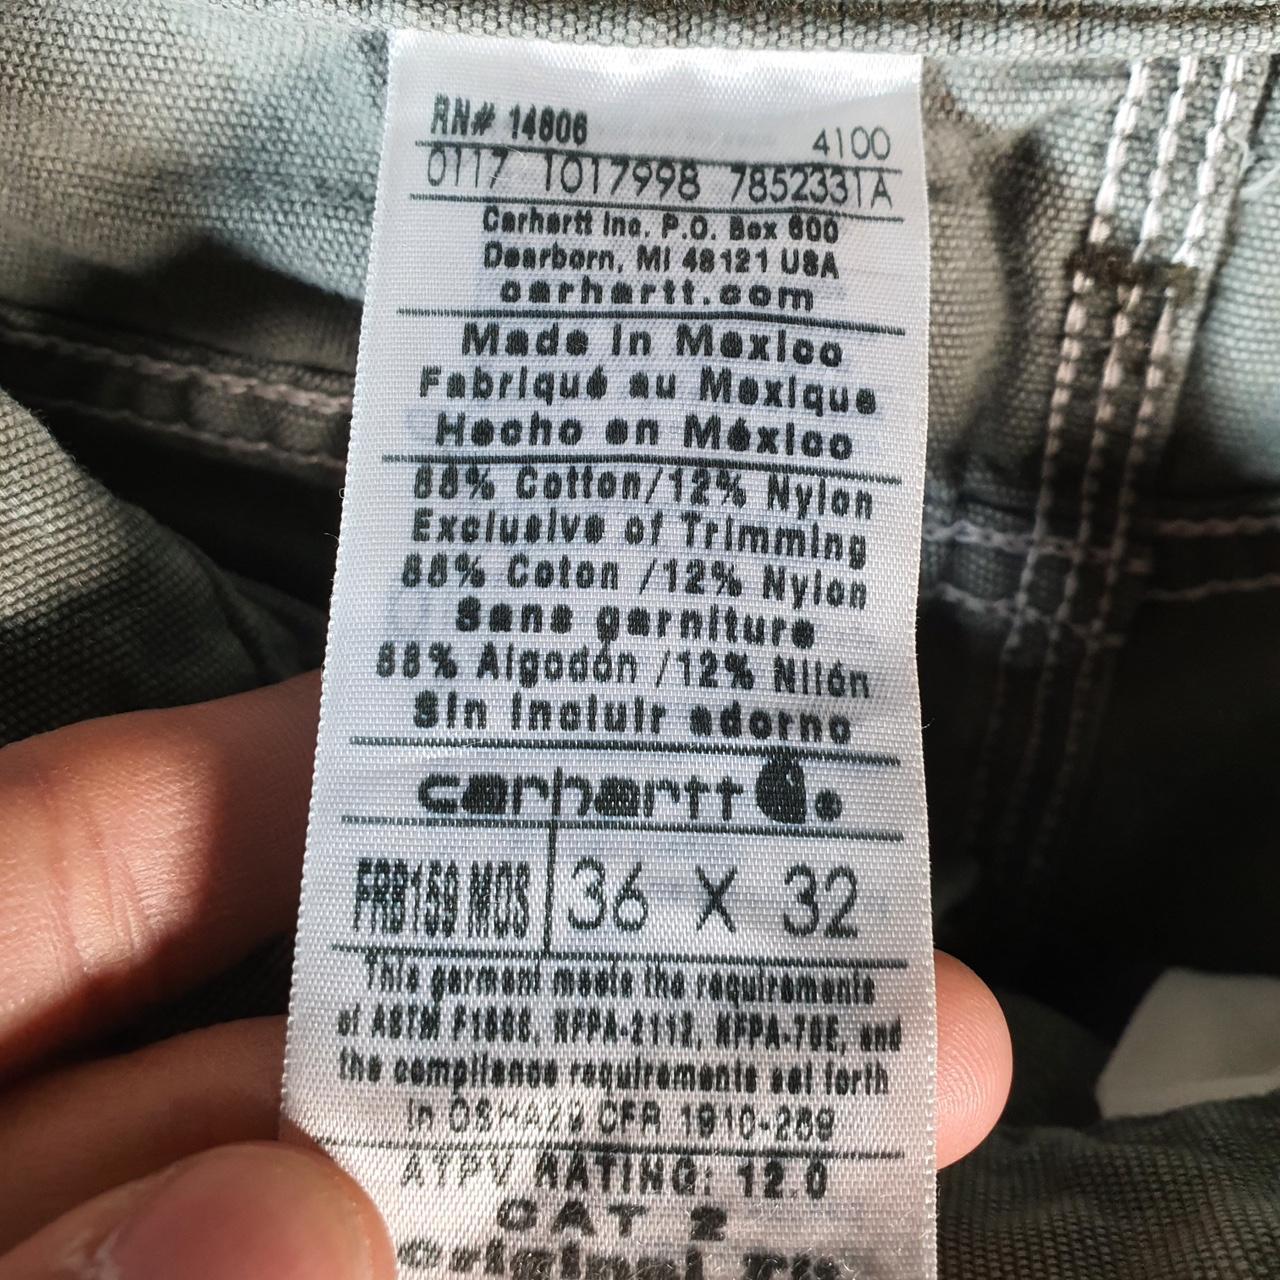 RN# 14806
4100
0117 1017998 7852331A
Carhartt Inc. P.O. Box 600
Dearborn, MI 48121 USA
carhartt.com
Made in Mexico
Fabriqué au Mexique
Hecho en México
88% Cotton/12% Nylon
Exclusive of Trimming
88% Coton /12% Nylon
Sans garniture
88% Algodón /12% Nilón
Sin incluir adorno
carhartt
FRB159 MOS 36 X 32
This garment meets the requirements
of ASTM F1506, NFPA-2112, NFPA-70E, and
the compliance requirements set forth
in OSHA29 CFR 1910-269
ATPV RATING: 12.0
CAT 2
Original Fit